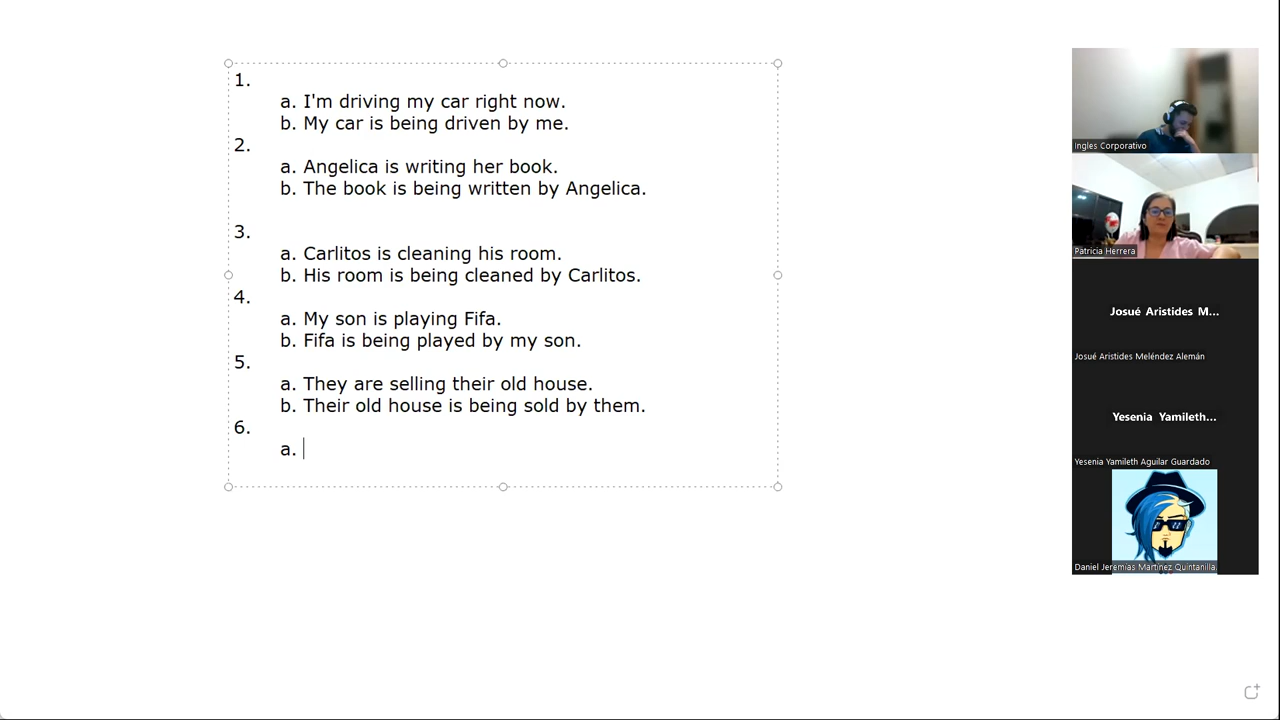 1.
a. I'm driving my car right now.
b. My car is being driven by me.
2.
a. Angelica is writing her book.
b. The book is being written by Angelica.
3.
a. Carlitos is cleaning his room.
b. His room is being cleaned by Carlitos.
4.
a. My son is playing Fifa.
b. Fifa is being played by my son.
5.
a. They are selling their old house.
b. Their old house is being sold by them.
6.
a.
Ingles Corporativo
Patricia Herrera
Josué Aristides M...
Josué Aristides Meléndez Alemán
Yesenia Yamileth...
Yesenia Yamileth Aguilar Guardado
Daniel Jeremías Martínez Quintanilla